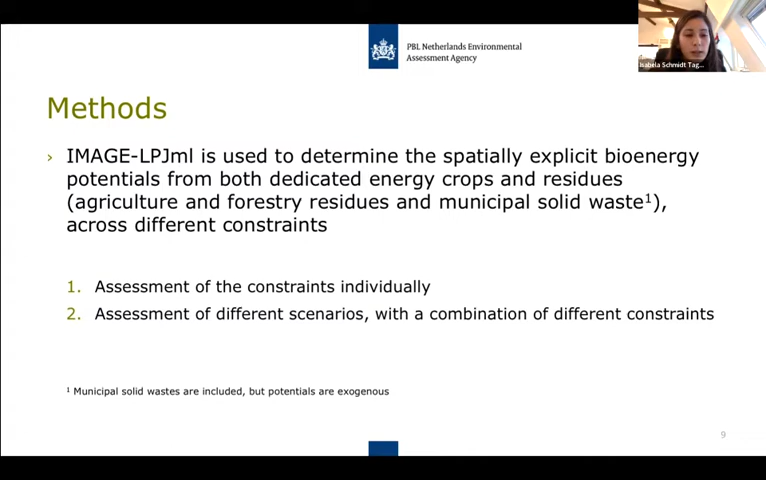 PBL Netherlands Environmental
Assessment Agency
Isabela Schmidt Tag...
Methods
› IMAGE-LPJml is used to determine the spatially explicit bioenergy
potentials from both dedicated energy crops and residues
(agriculture and forestry residues and municipal solid waste¹),
across different constraints
1. Assessment of the constraints individually
2. Assessment of different scenarios, with a combination of different constraints
¹ Municipal solid wastes are included, but potentials are exogenous
9